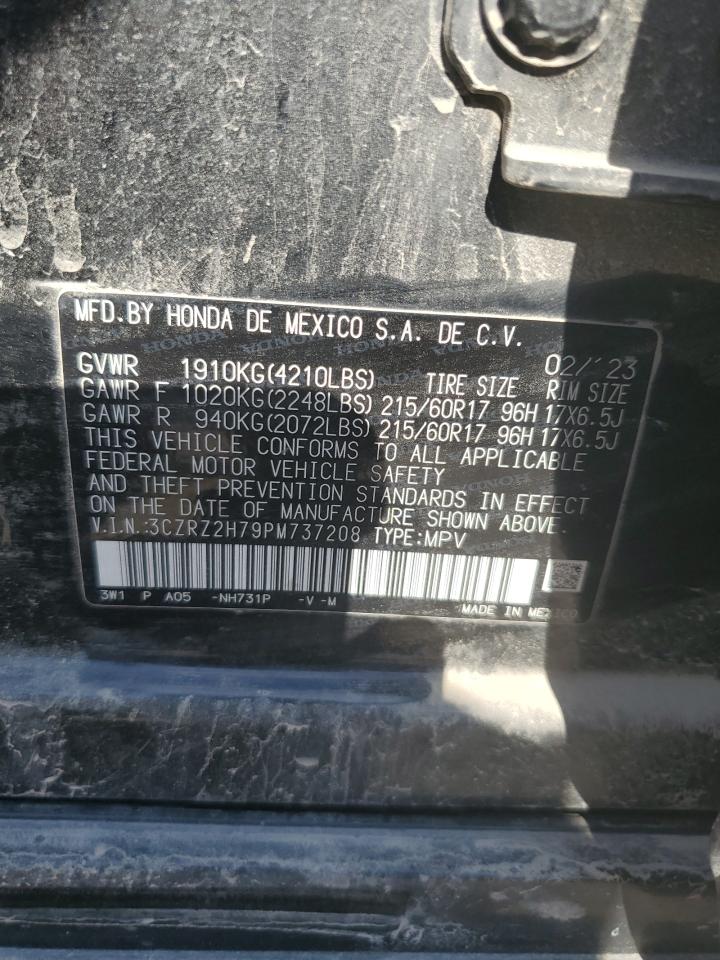 MFD.BY HONDA DE MEXICO S.A. DE C.V. 02/'23
GVWR 1910KG(4210LBS) TIRE SIZE RIM SIZE
GAWR F 1020KG(2248LBS) 215/60R17 96H 17X6.5J
GAWR R 940KG(2072LBS) 215/60R17 96H 17X6.5J
THIS VEHICLE CONFORMS TO ALL APPLICABLE
FEDERAL MOTOR VEHICLE SAFETY
AND THEFT PREVENTION STANDARDS IN EFFECT
ON THE DATE OF MANUFACTURE SHOWN ABOVE.
V.I.N.:3CZRZ2H79PM737208 TYPE:MPV
3W1 P A05 -NH731P -V -M MADE IN MEXICO